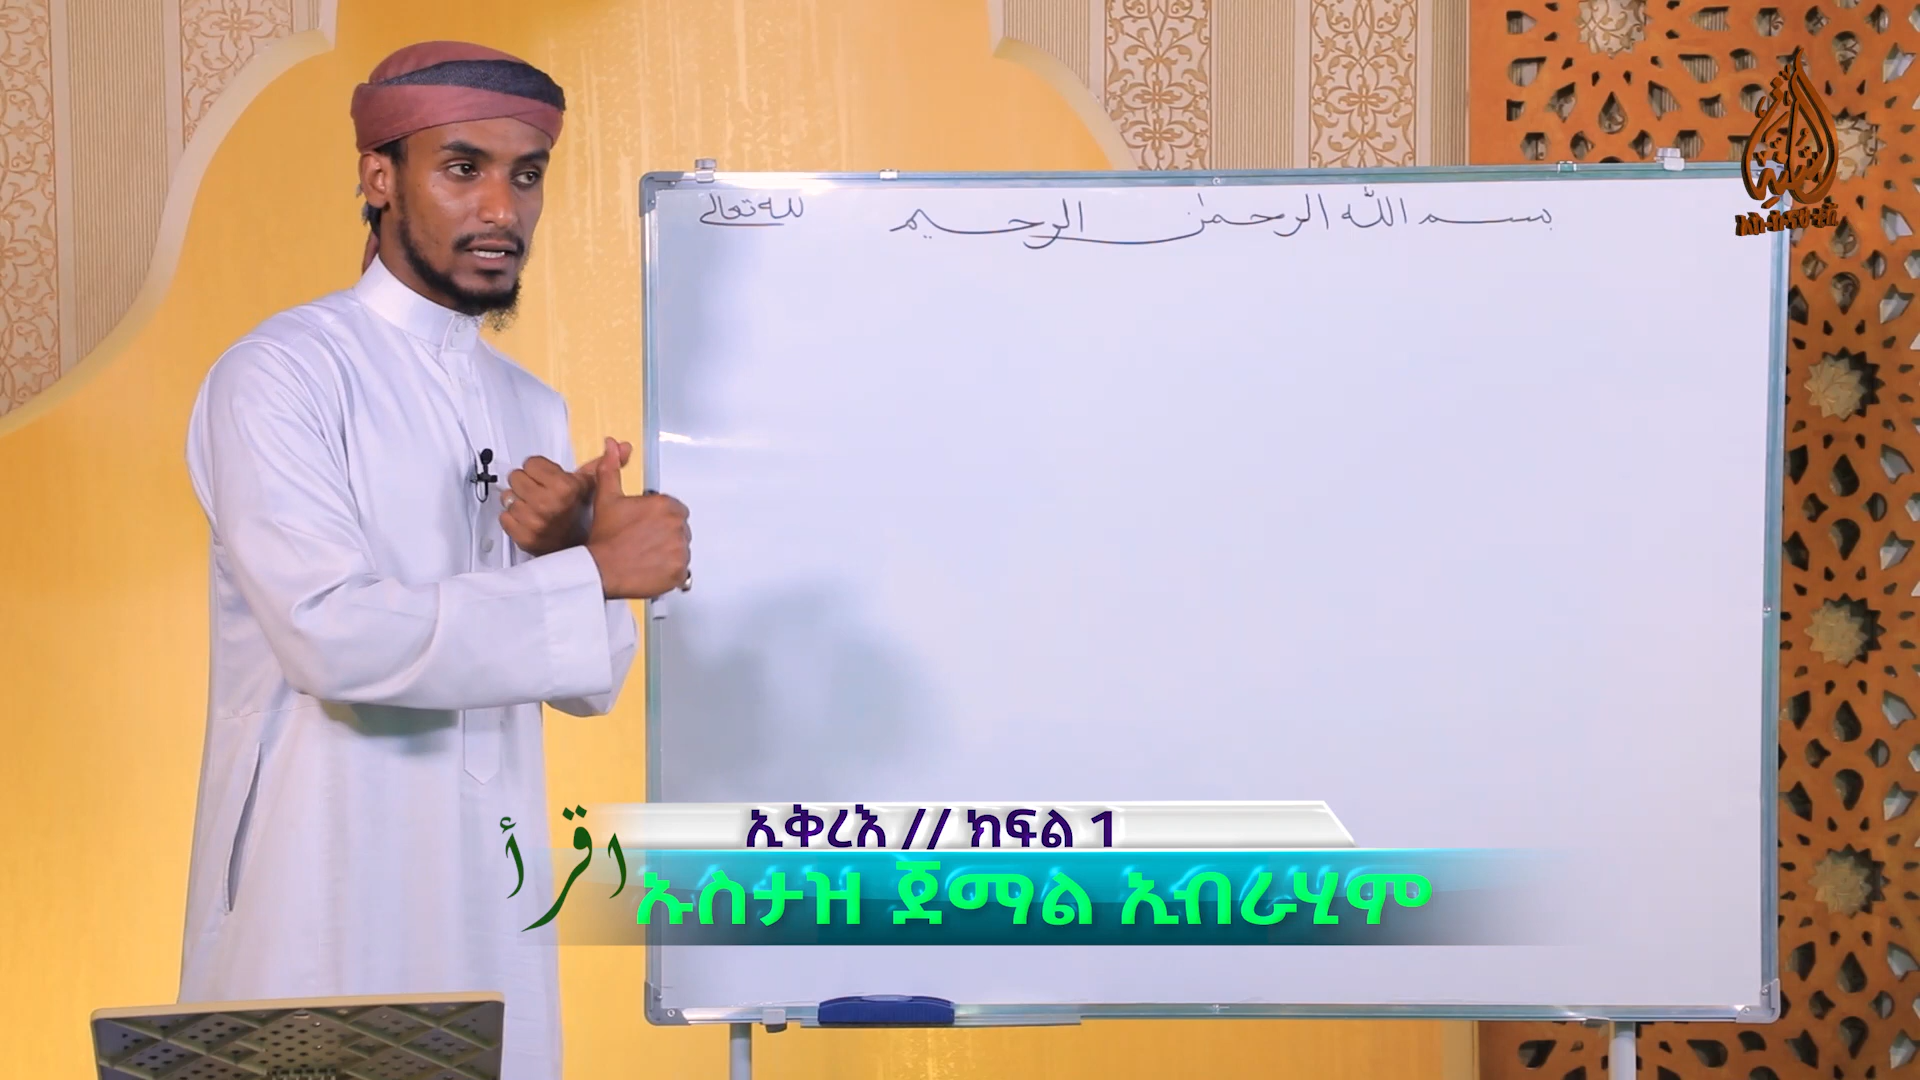 بسم الله الرحمن الرحيم
لله تعالى
اقرأ
ኢቅረእ // ክፍል 1
ኡስታዝ ጀማል ኢብራሂም